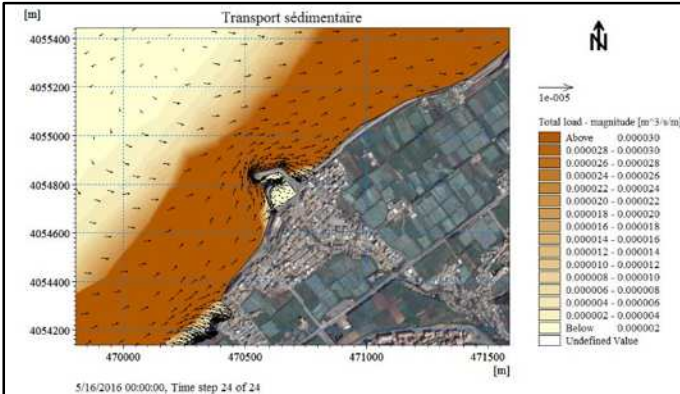 Transport sédimentaire
[m]
N
4055400
4055200
4055000
4054800
4054600
4054400
4054200
470000
470500
471000
471500
[m]
5/16/2016 00:00:00, Time step 24 of 24
1e-005
Total load - magnitude [m^3/s/m]
Above 0.000030
0.000028 - 0.000030
0.000026 - 0.000028
0.000024 - 0.000026
0.000022 - 0.000024
0.000020 - 0.000022
0.000018 - 0.000020
0.000016 - 0.000018
0.000014 - 0.000016
0.000012 - 0.000014
0.000010 - 0.000012
0.000008 - 0.000010
0.000006 - 0.000008
0.000004 - 0.000006
0.000002 - 0.000004
Below 0.000002
Undefined Value